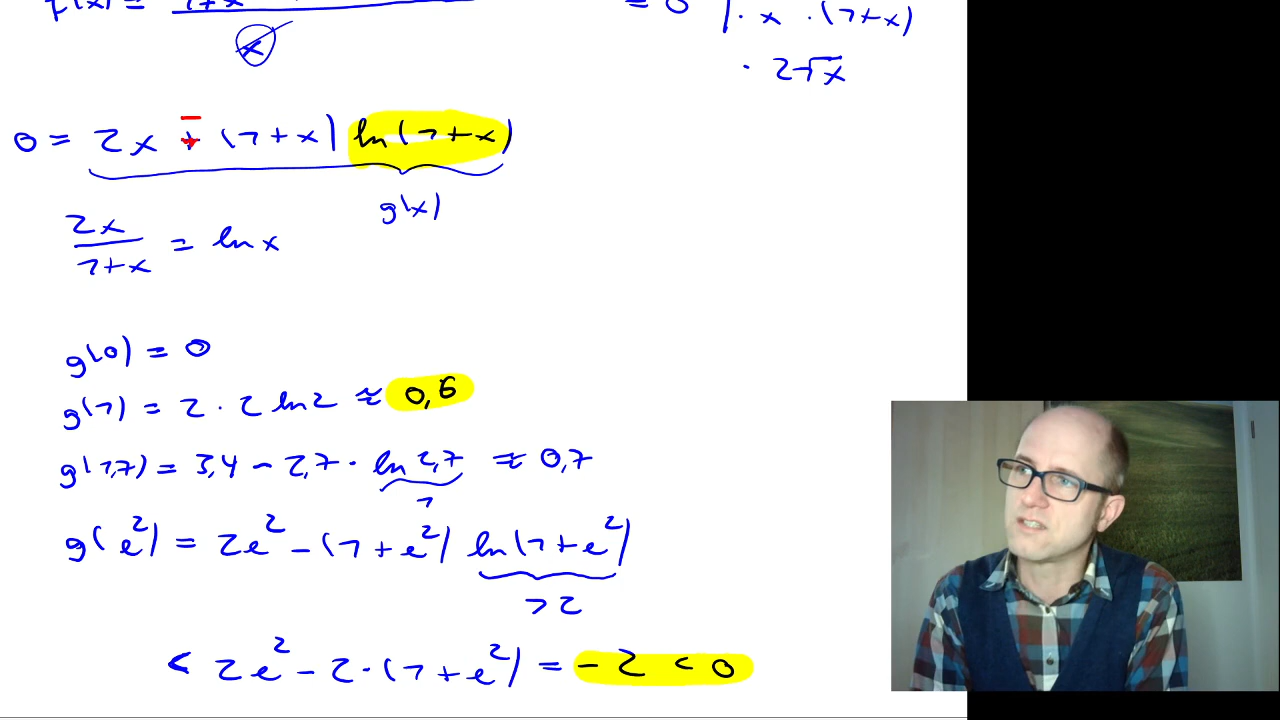 = 0 | · x · (1+x)
· 2√x
x
0 = 2x - (1+x) ln(1+x)
g(x)
2x/(1+x) = ln x
g(0) = 0
g(1) = 2 · 2 ln2 ≈ 0,6
g(1,7) = 3,4 - 2,7 · ln 2,7 ≈ 0,7
1
g(e²) = 2e² - (1+e²) ln(1+e²)
> 2
< 2e² - 2·(1+e²) = -2 < 0